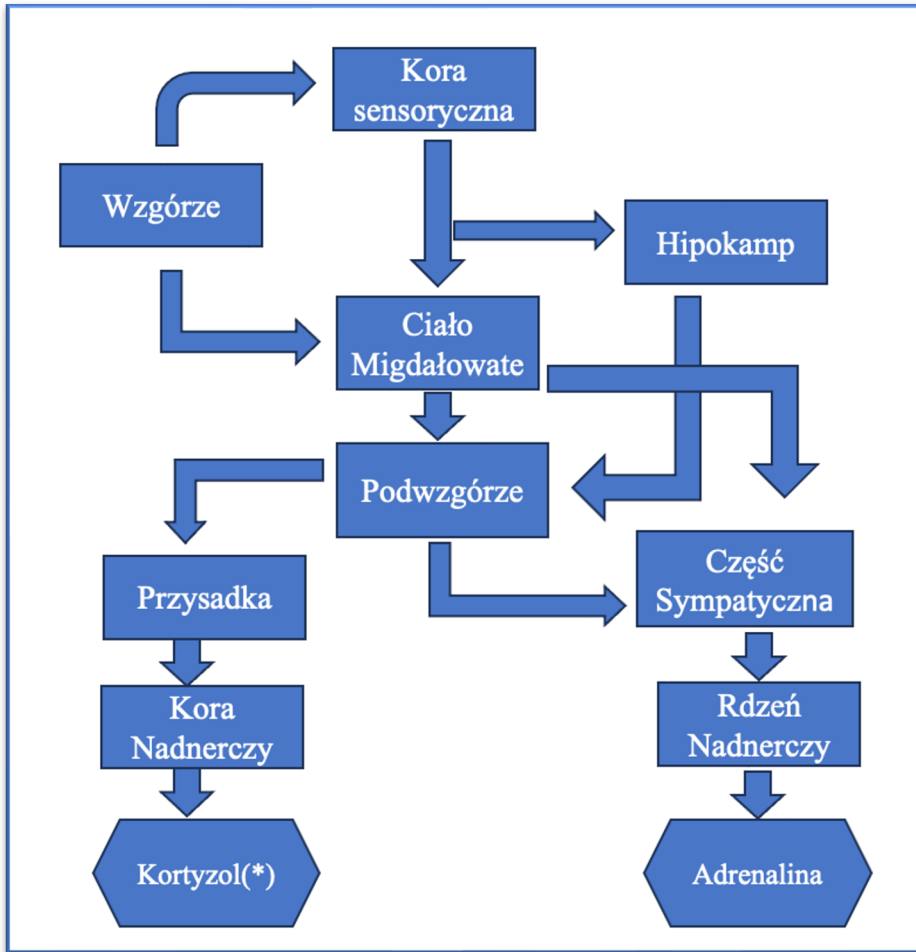 Kora
sensoryczna
Wzgórze
Hipokamp
Ciało
Migdałowate
Podwzgórze
Przysadka
Część
Sympatyczna
Kora
Nadnerczy
Rdzeń
Nadnerczy
Kortyzol(*)
Adrenalina